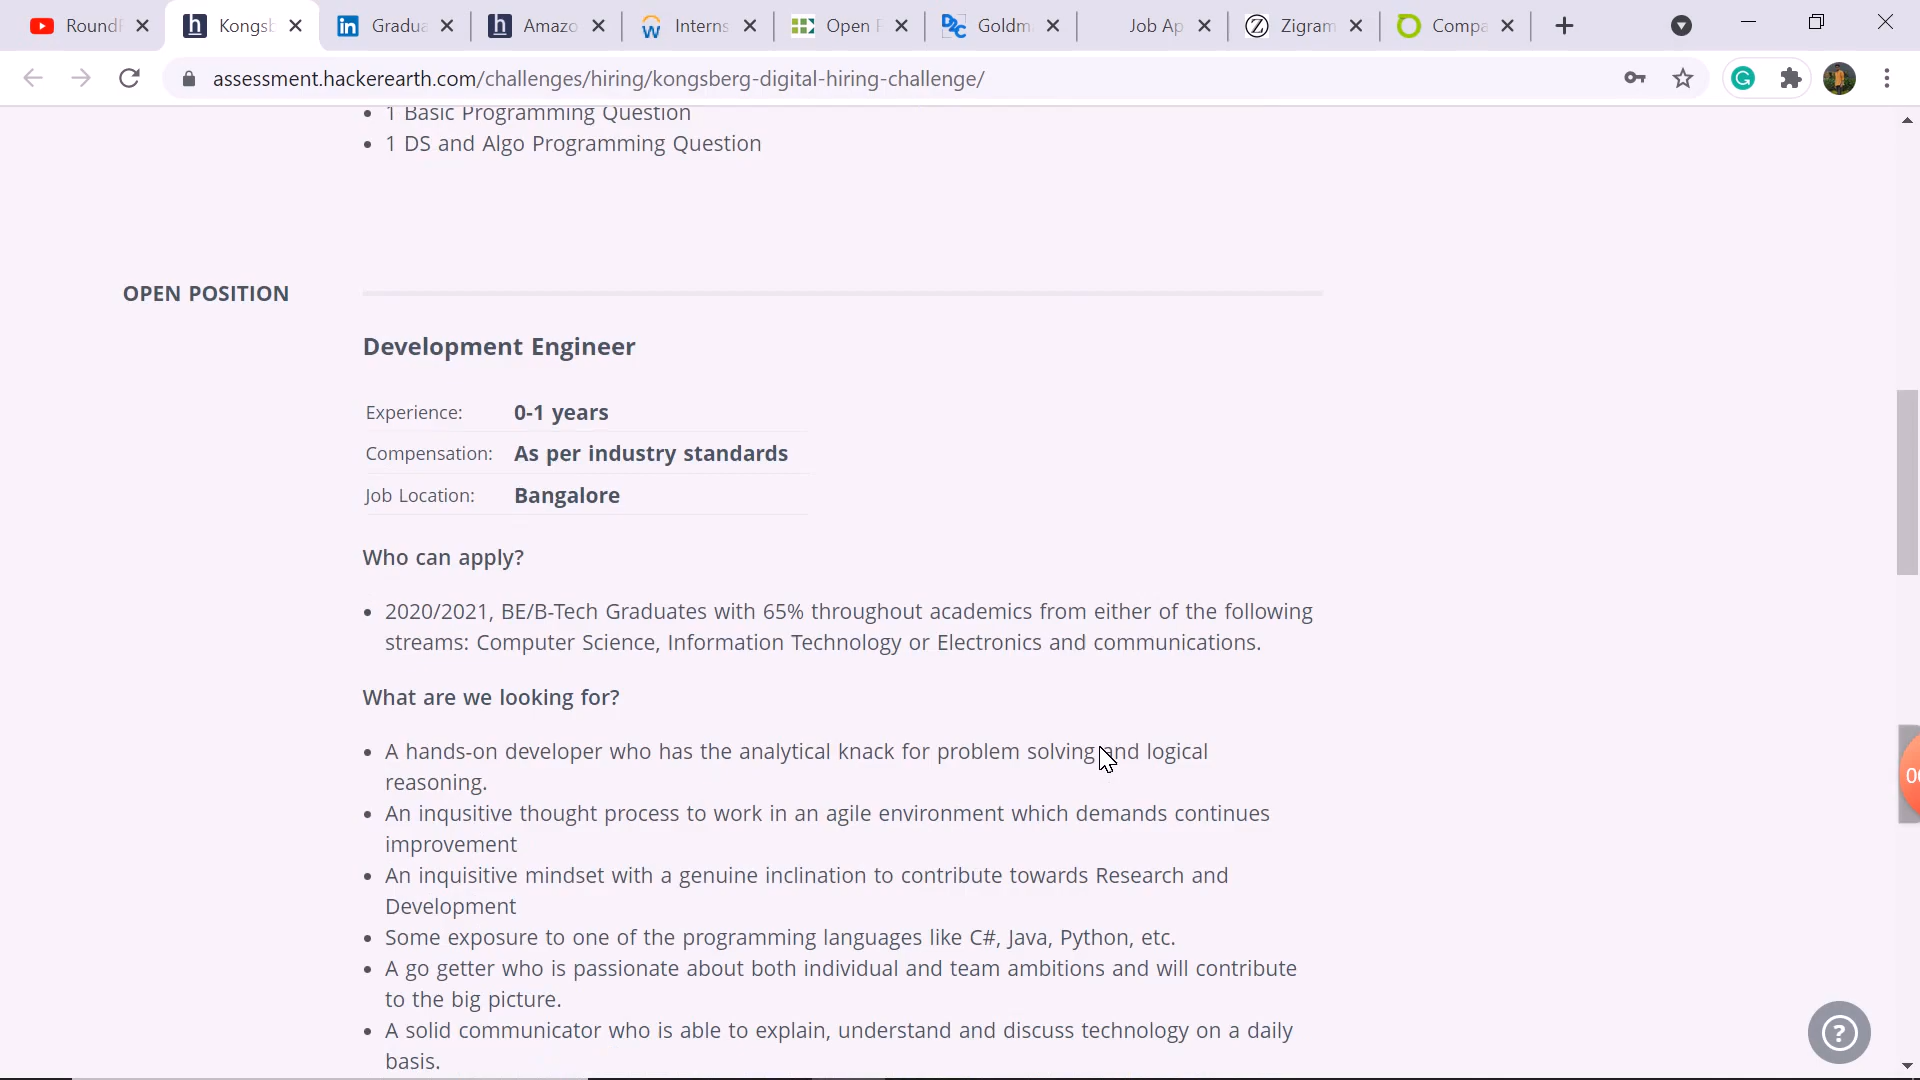 RoundF
Kongsb
Gradua
Amazo
Interns
Open F
Goldm
Job Ap
Zigram
Compa
assessment.hackerearth.com/challenges/hiring/kongsberg-digital-hiring-challenge/
• 1 Basic Programming Question
• 1 DS and Algo Programming Question
OPEN POSITION
Development Engineer
Experience: 0-1 years
Compensation: As per industry standards
Job Location: Bangalore
Who can apply?
• 2020/2021, BE/B-Tech Graduates with 65% throughout academics from either of the following
streams: Computer Science, Information Technology or Electronics and communications.
What are we looking for?
• A hands-on developer who has the analytical knack for problem solving and logical
reasoning.
• An inqusitive thought process to work in an agile environment which demands continues
improvement
• An inquisitive mindset with a genuine inclination to contribute towards Research and
Development
• Some exposure to one of the programming languages like C#, Java, Python, etc.
• A go getter who is passionate about both individual and team ambitions and will contribute
to the big picture.
• A solid communicator who is able to explain, understand and discuss technology on a daily
basis.